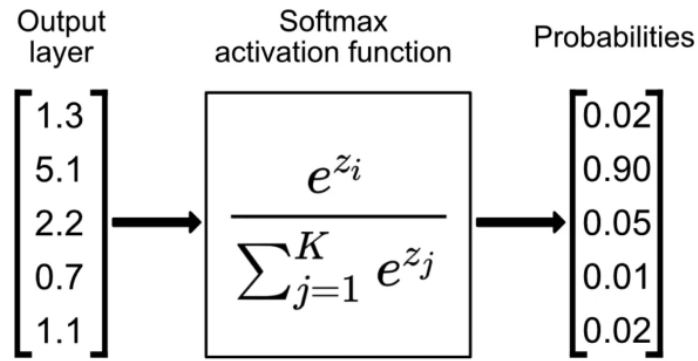 Output
layer
Softmax
activation function
Probabilities
1.3
5.1
2.2
0.7
1.1
e^{z_i}
∑_{j=1}^{K} e^{z_j}
0.02
0.90
0.05
0.01
0.02